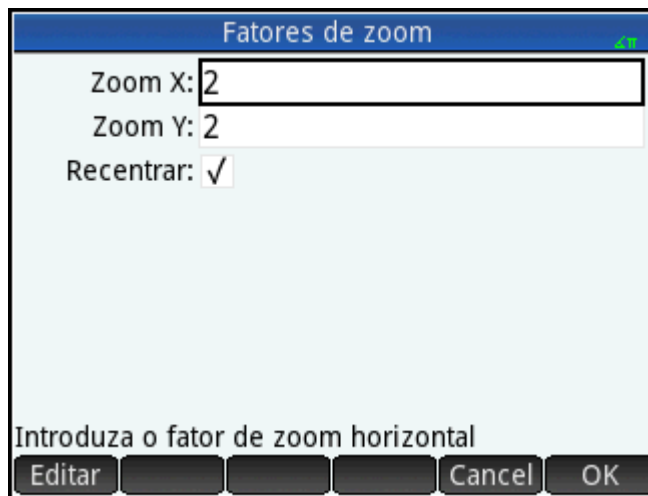 Fatores de zoom ∡π
Zoom X: 2
Zoom Y: 2
Recentrar: √
Introduza o fator de zoom horizontal
Editar Cancel OK